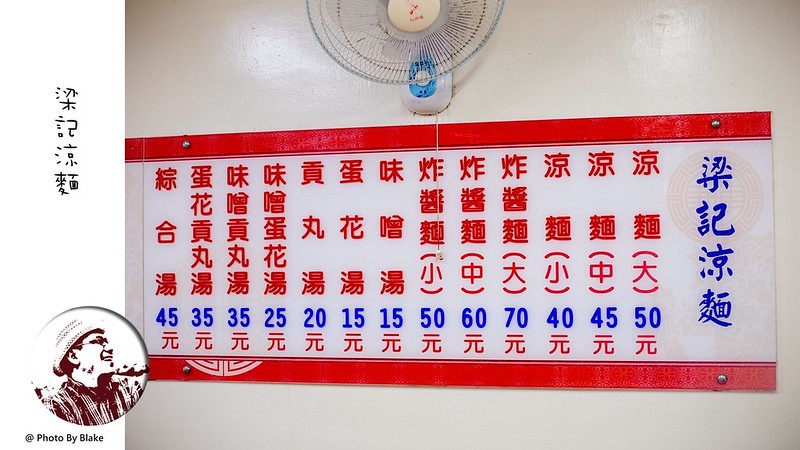 梁記涼麵
梁記涼麵
涼麵(大) 50元
涼麵(中) 45元
涼麵(小) 40元
炸醬麵(大) 70元
炸醬麵(中) 60元
炸醬麵(小) 50元
味噌湯 15元
蛋花湯 15元
貢丸湯 20元
味噌蛋花湯 25元
味噌貢丸湯 35元
蛋花貢丸湯 35元
綜合湯 45元
@ Photo By Blake